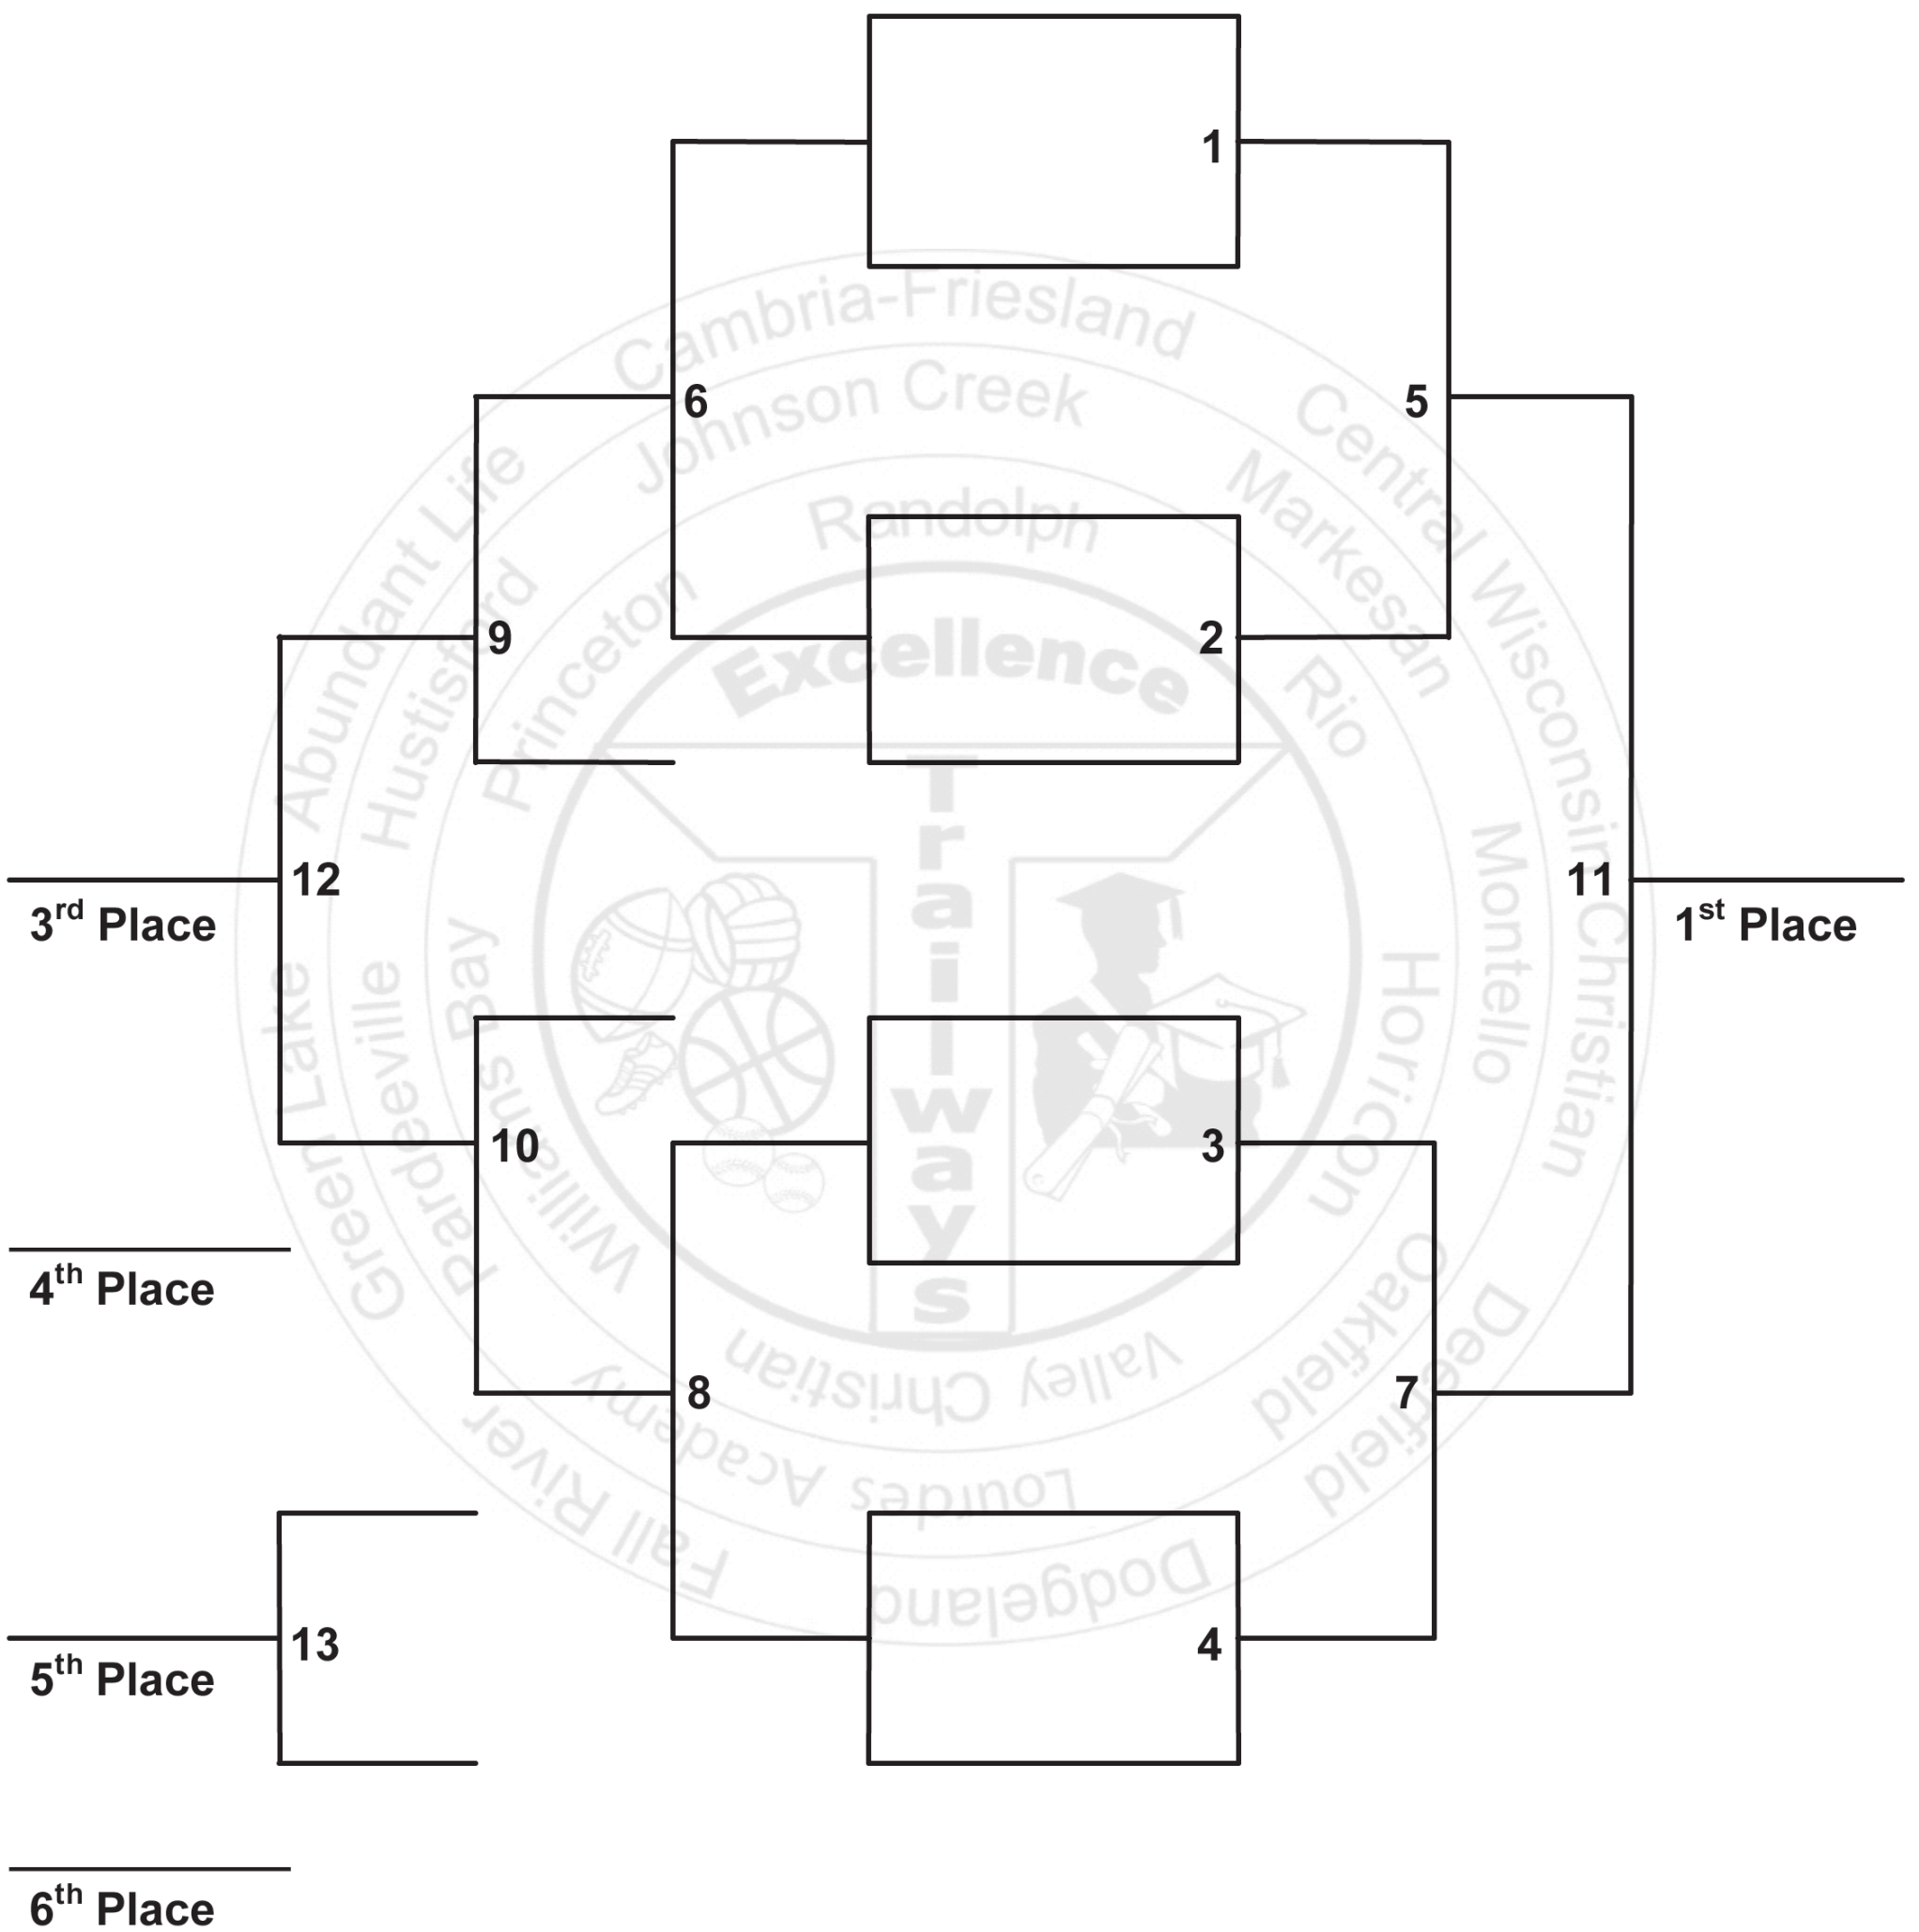 1
6
5
9
2
12
3rd Place
11
1st Place
10
3
4th Place
8
7
13
5th Place
4
6th Place
Cambria-Friesland
Central Wisconsin Christian
Deerfield
Dodgeland
Fall River
Green Lake
Abundant Life
Johnson Creek
Markesan
Montello
Oakfield
Lourdes Academy
Pardeeville
Hustisford
Randolph
Rio
Horicon
Valley Christian
Williams Bay
Princeton
Excellence
Trailways